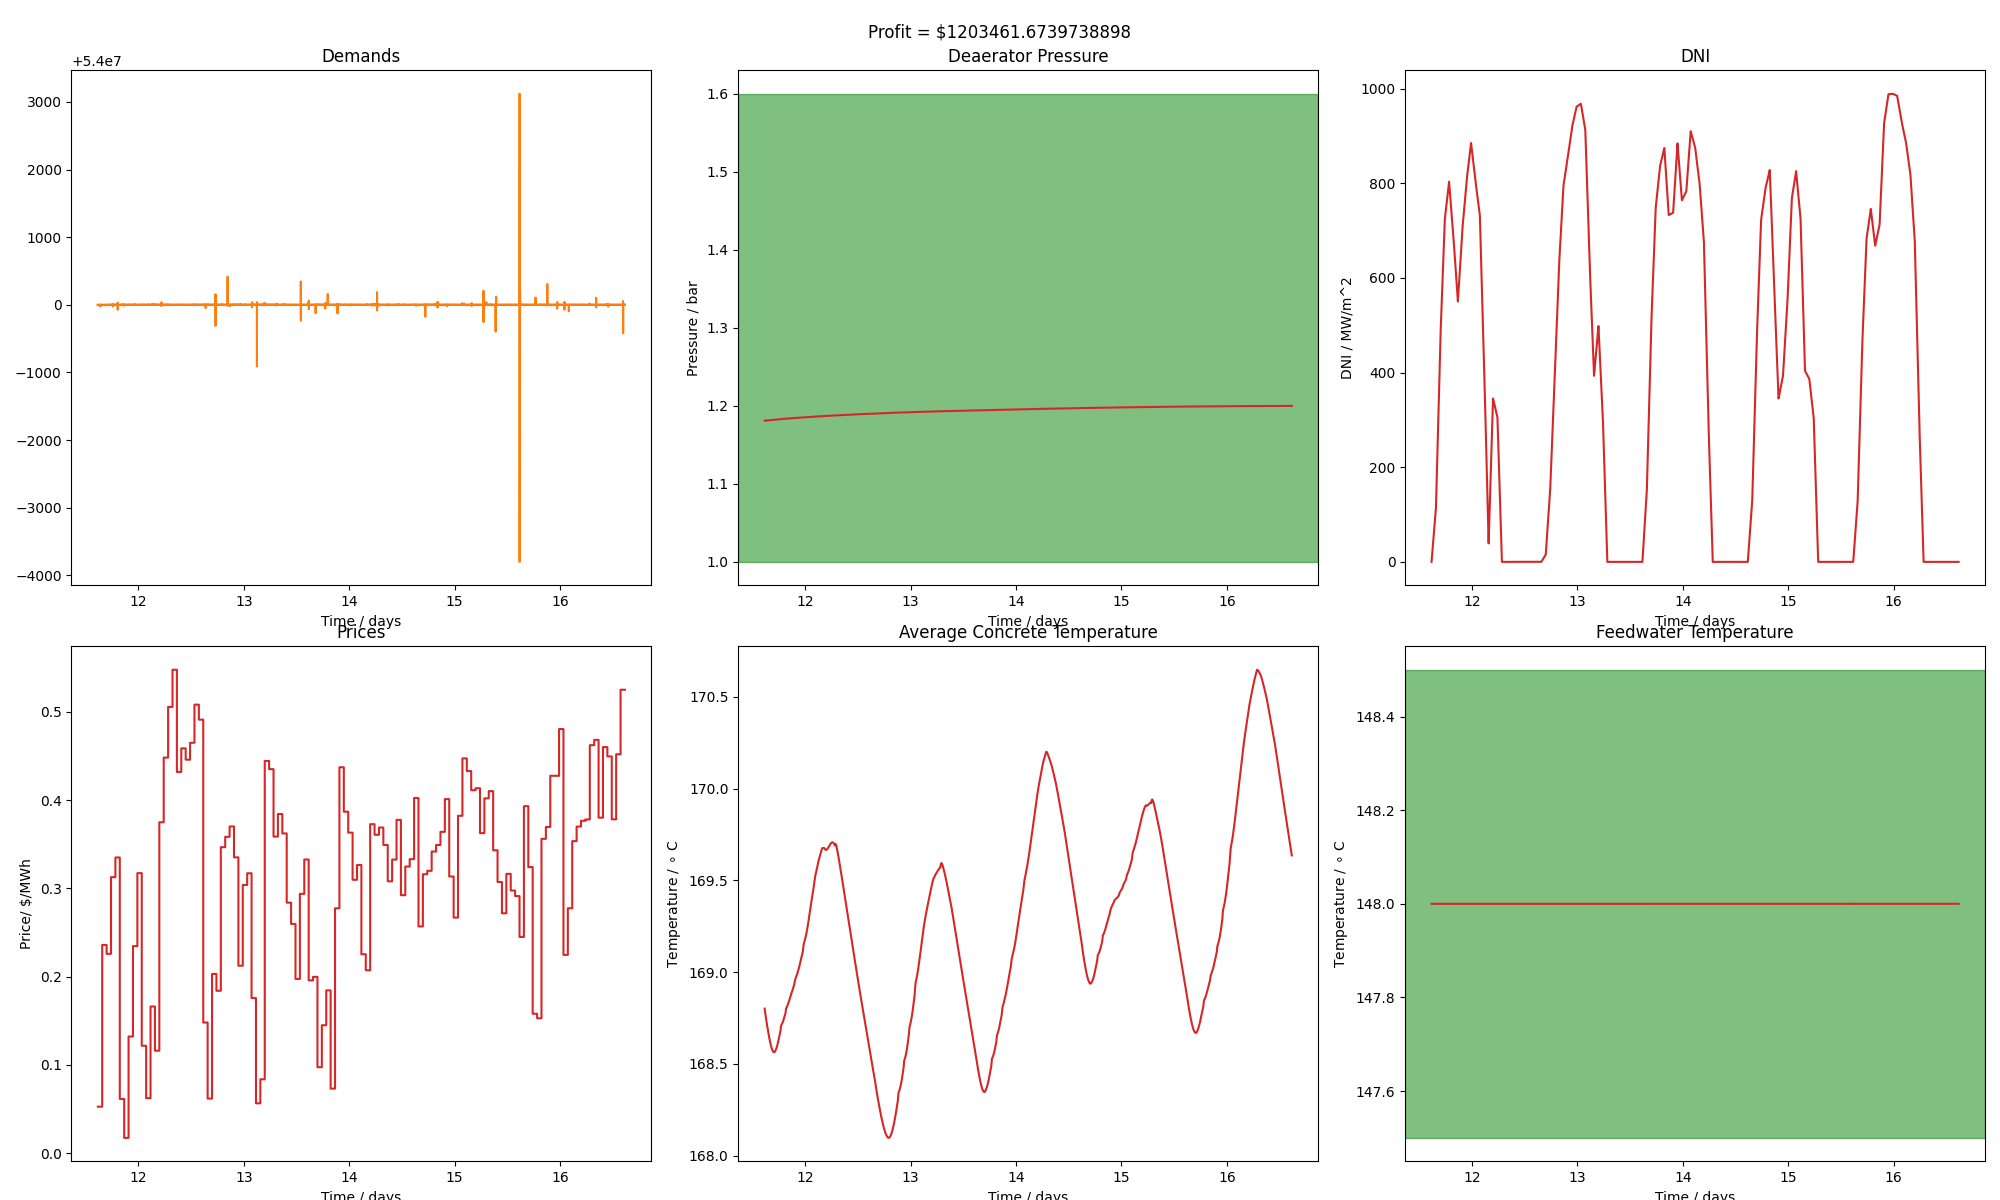 Profit = $1203461.6739738898
Demands
+5.4e7
3000
2000
1000
0
−1000
−2000
−3000
−4000
12 13 14 15 16
Time / days
Deaerator Pressure
Pressure / bar
1.6
1.5
1.4
1.3
1.2
1.1
1.0
12 13 14 15 16
Time / days
DNI
DNI / MW/m^2
1000
800
600
400
200
0
12 13 14 15 16
Time / days
Prices
Price/ $/MWh
0.5
0.4
0.3
0.2
0.1
0.0
12 13 14 15 16
Time / days
Average Concrete Temperature
Temperature / ∘ C
170.5
170.0
169.5
169.0
168.5
168.0
12 13 14 15 16
Time / days
Feedwater Temperature
Temperature / ∘ C
148.4
148.2
148.0
147.8
147.6
12 13 14 15 16
Time / days